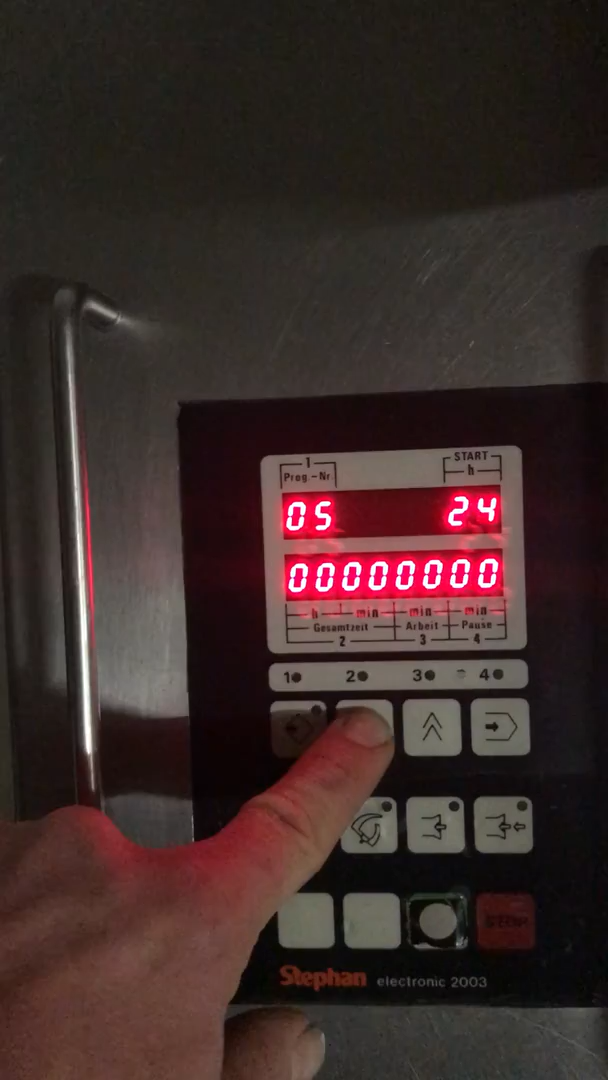 1 START
Prog.-Nr. h
05 24
00000000
h min min min
Gesamtzeit Arbeit Pause
2 3 4
1 2 3 4
STOP
Stephan electronic 2003